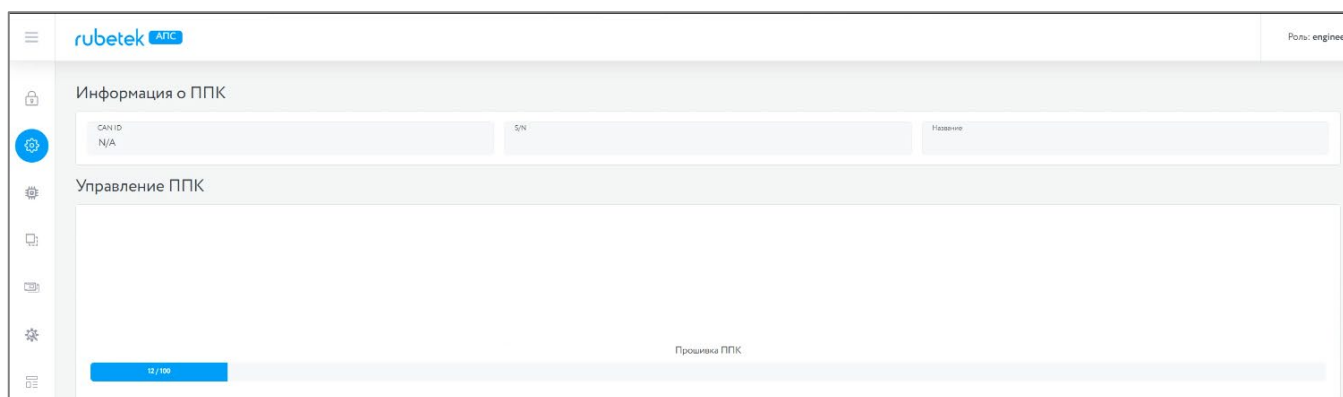 rubetek АПС
Роль: enginee
Информация о ППК
CAN ID
N/A
S/N
Название
Управление ППК
Прошивка ППК
12 / 100